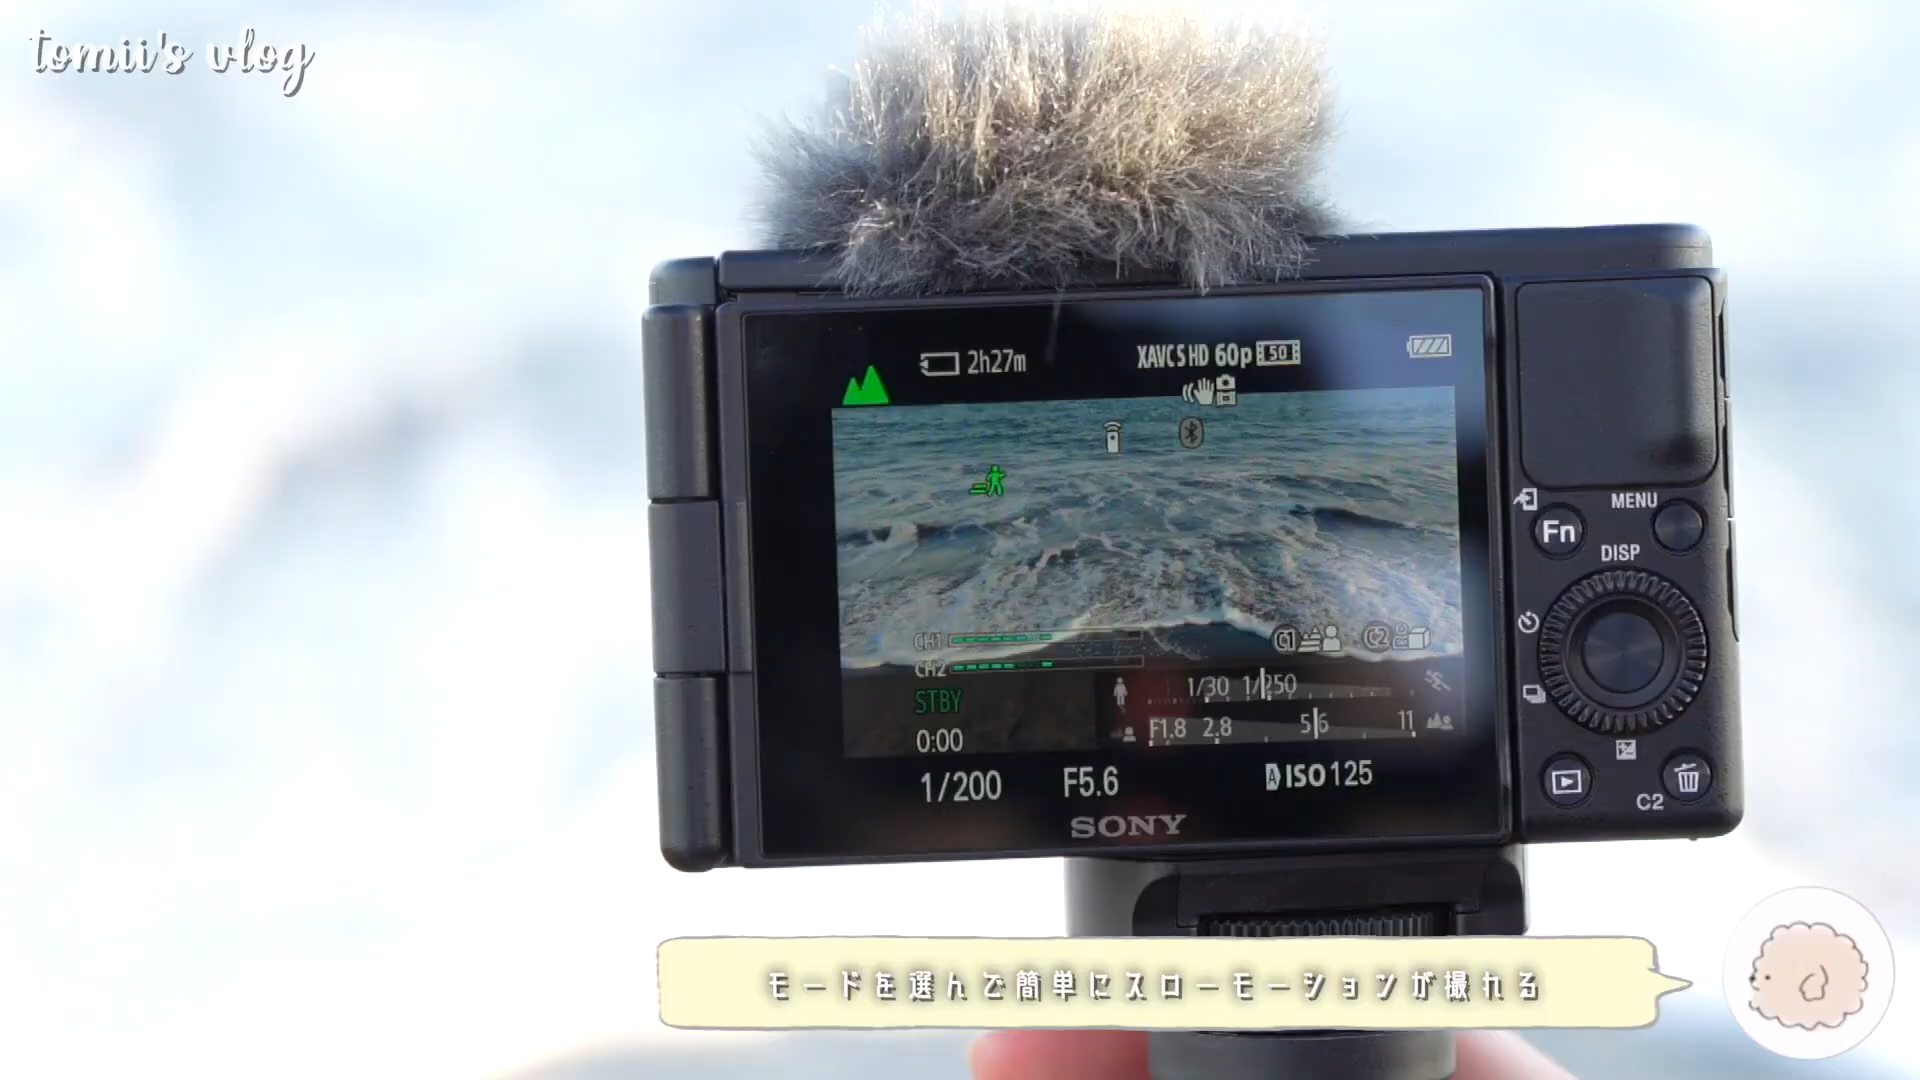 tomii's vlog
2h27m
XAVC S HD 60p 50
MENU
Fn
DISP
CH1
C1
C2
CH2
STBY
1/30 1/250
0:00
F1.8 2.8 5.6 11
1/200 F5.6 A ISO 125
C2
SONY
モードを選んで簡単にスローモーションが撮れる